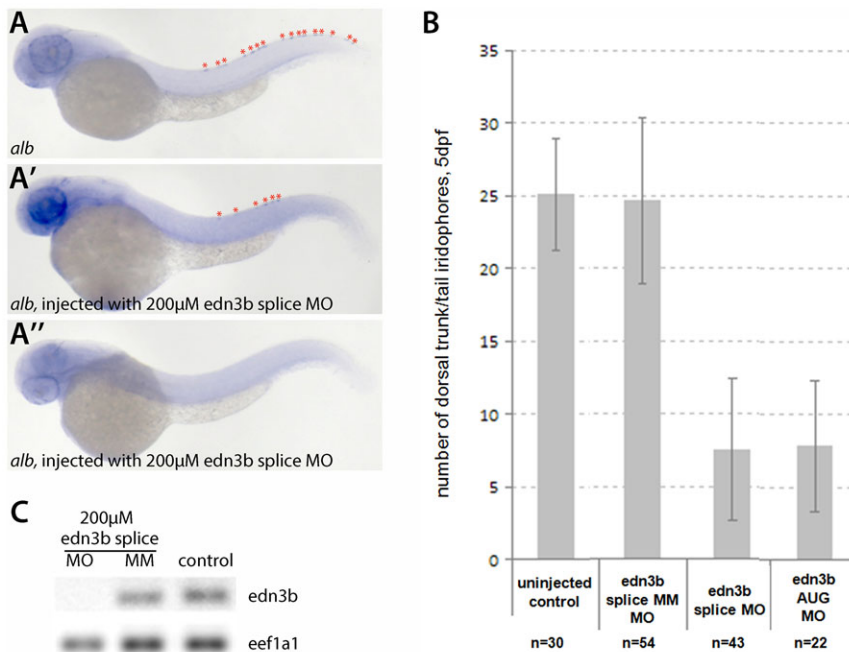 A
alb
A'
alb, injected with 200µM edn3b splice MO
A''
alb, injected with 200µM edn3b splice MO
B
number of dorsal trunk/tail iridophores, 5dpf
35
30
25
20
15
10
5
0
uninjected
control
edn3b
splice MM
MO
edn3b
splice MO
edn3b
AUG
MO
n=30
n=54
n=43
n=22
C
200µM
edn3b splice
MO
MM
control
edn3b
eef1a1